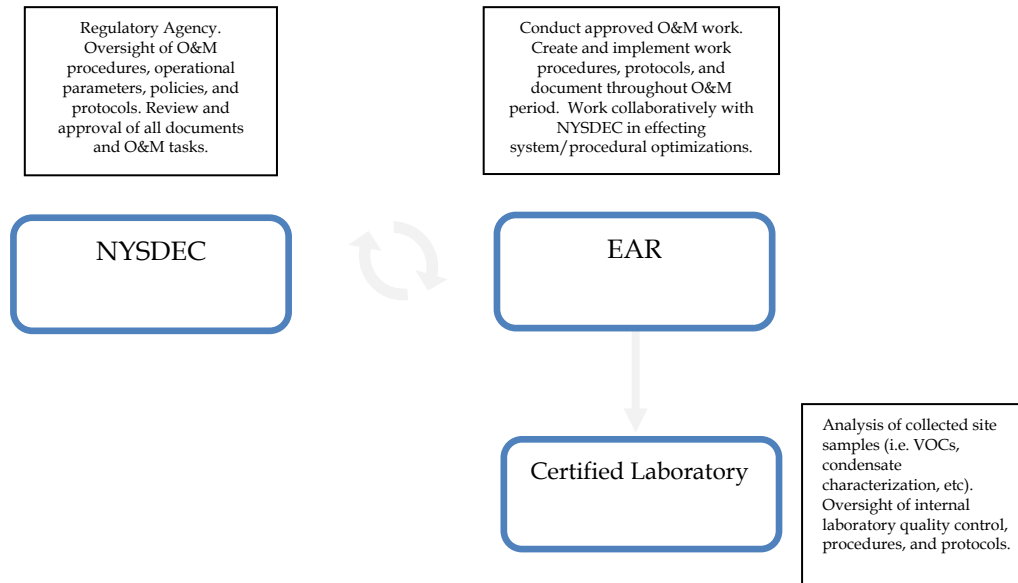 Regulatory Agency.
Oversight of O&M
procedures, operational
parameters, policies, and
protocols. Review and
approval of all documents
and O&M tasks.
Conduct approved O&M work.
Create and implement work
procedures, protocols, and
document throughout O&M
period.  Work collaboratively with
NYSDEC in effecting
system/procedural optimizations.
NYSDEC
EAR
Certified Laboratory
Analysis of collected site
samples (i.e. VOCs,
condensate
characterization, etc).
Oversight of internal
laboratory quality control,
procedures, and protocols.